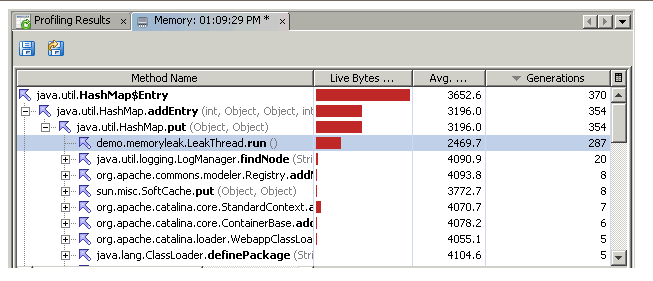 Profiling Results Memory: 01:09:29 PM *
Method Name Live Bytes ... Avg. ... Generations
java.util.HashMap$Entry 3652.6 370
java.util.HashMap.addEntry (int, Object, Object, int 3196.0 354
java.util.HashMap.put (Object, Object) 3196.0 354
demo.memoryleak.LeakThread.run () 2469.7 287
java.util.logging.LogManager.findNode (Stri 4090.9 20
org.apache.commons.modeler.Registry.add 4093.8 8
sun.misc.SoftCache.put (Object, Object) 3772.7 8
org.apache.catalina.core.StandardContext.a 4070.7 7
org.apache.catalina.core.ContainerBase.add 4078.2 6
org.apache.catalina.loader.WebappClassLoa 4055.1 5
java.lang.ClassLoader.definePackage (Stri 4104.6 5